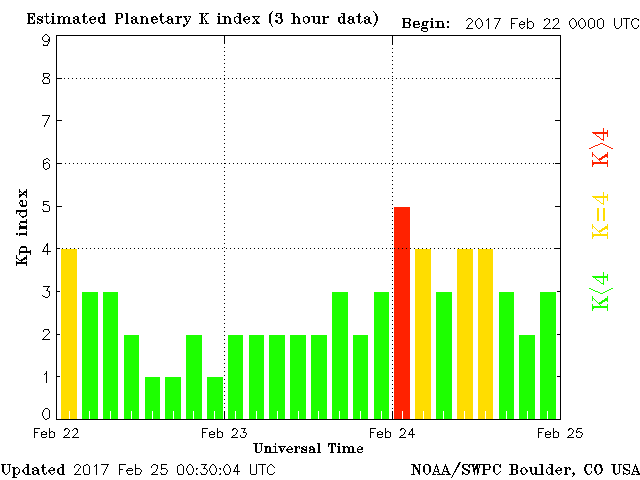 Estimated Planetary K index (3 hour data) Begin: 2017 Feb 22 0000 UTC
9
8
7
6
5
4
3
2
1
0
Kp index
K>4
K=4
K<4
Feb 22 Feb 23 Feb 24 Feb 25
Universal Time
Updated 2017 Feb 25 00:30:04 UTC NOAA/SWPC Boulder, CO USA